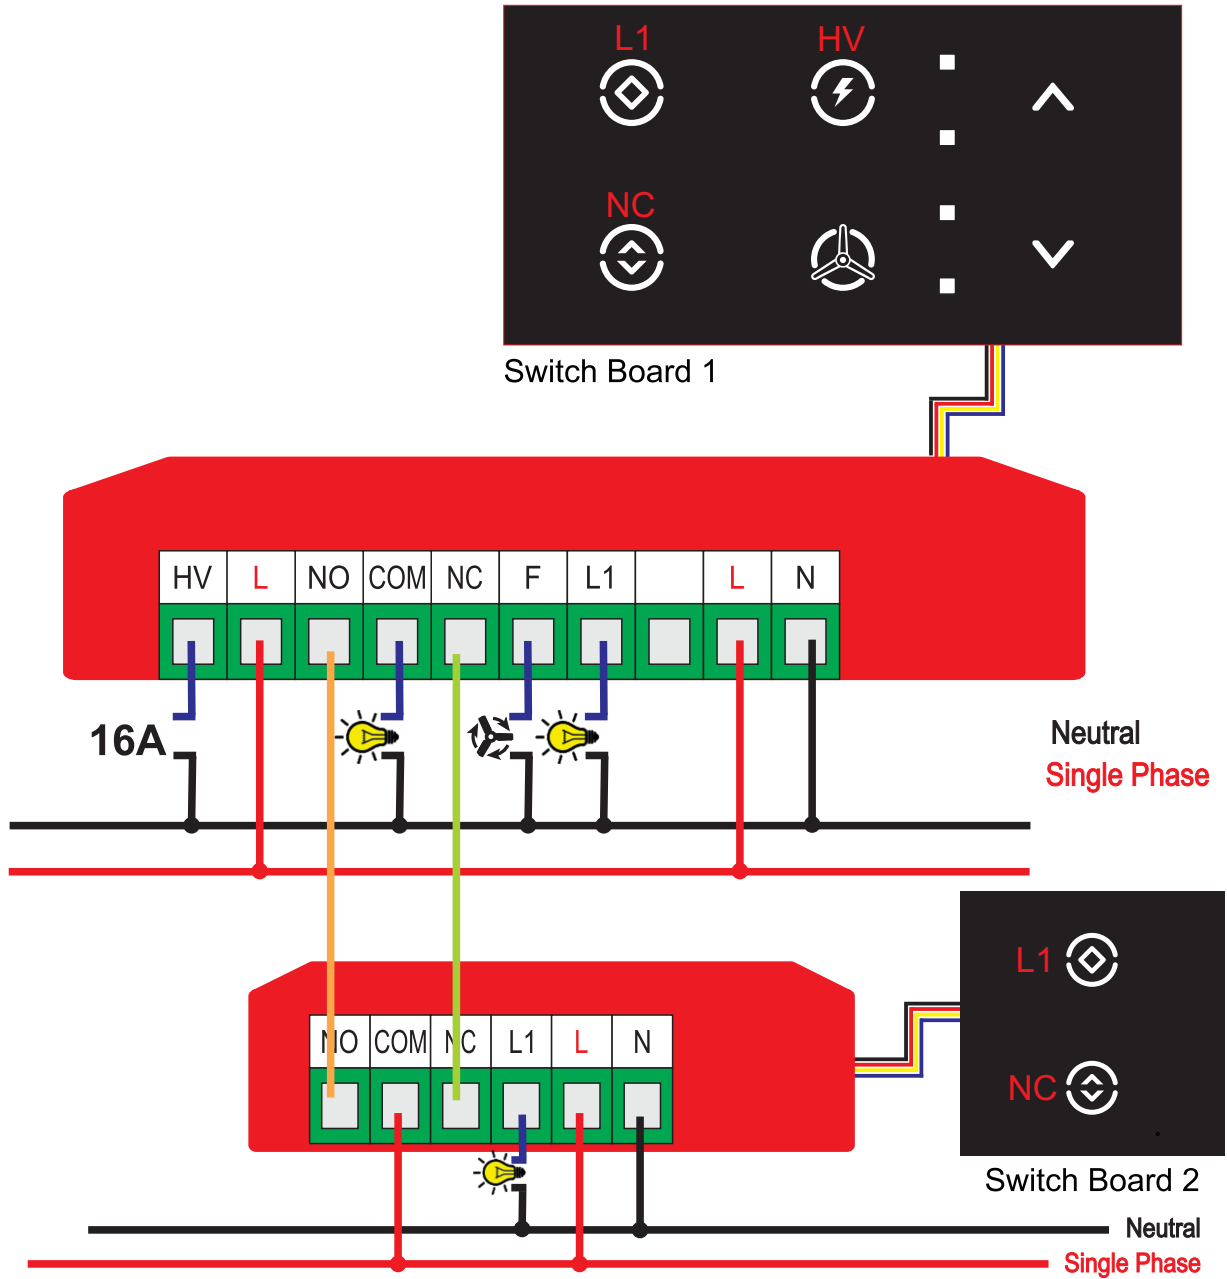 L1 HV
NC
Switch Board 1
HV L NO COM NC F L1 L N
16A
Neutral
Single Phase
L1
NC
NO COM NC L1 L N
Switch Board 2
Neutral
Single Phase